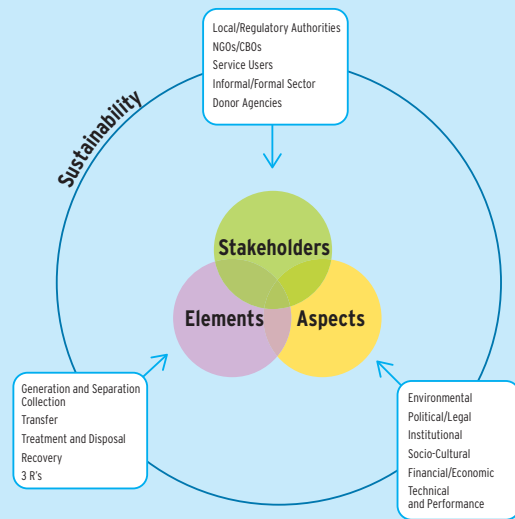 Local/Regulatory Authorities
NGOs/CBOs
Service Users
Informal/Formal Sector
Donor Agencies
Sustainability
Stakeholders
Elements
Aspects
Generation and Separation
Collection
Transfer
Treatment and Disposal
Recovery
3 R's
Environmental
Political/Legal
Institutional
Socio-Cultural
Financial/Economic
Technical
and Performance